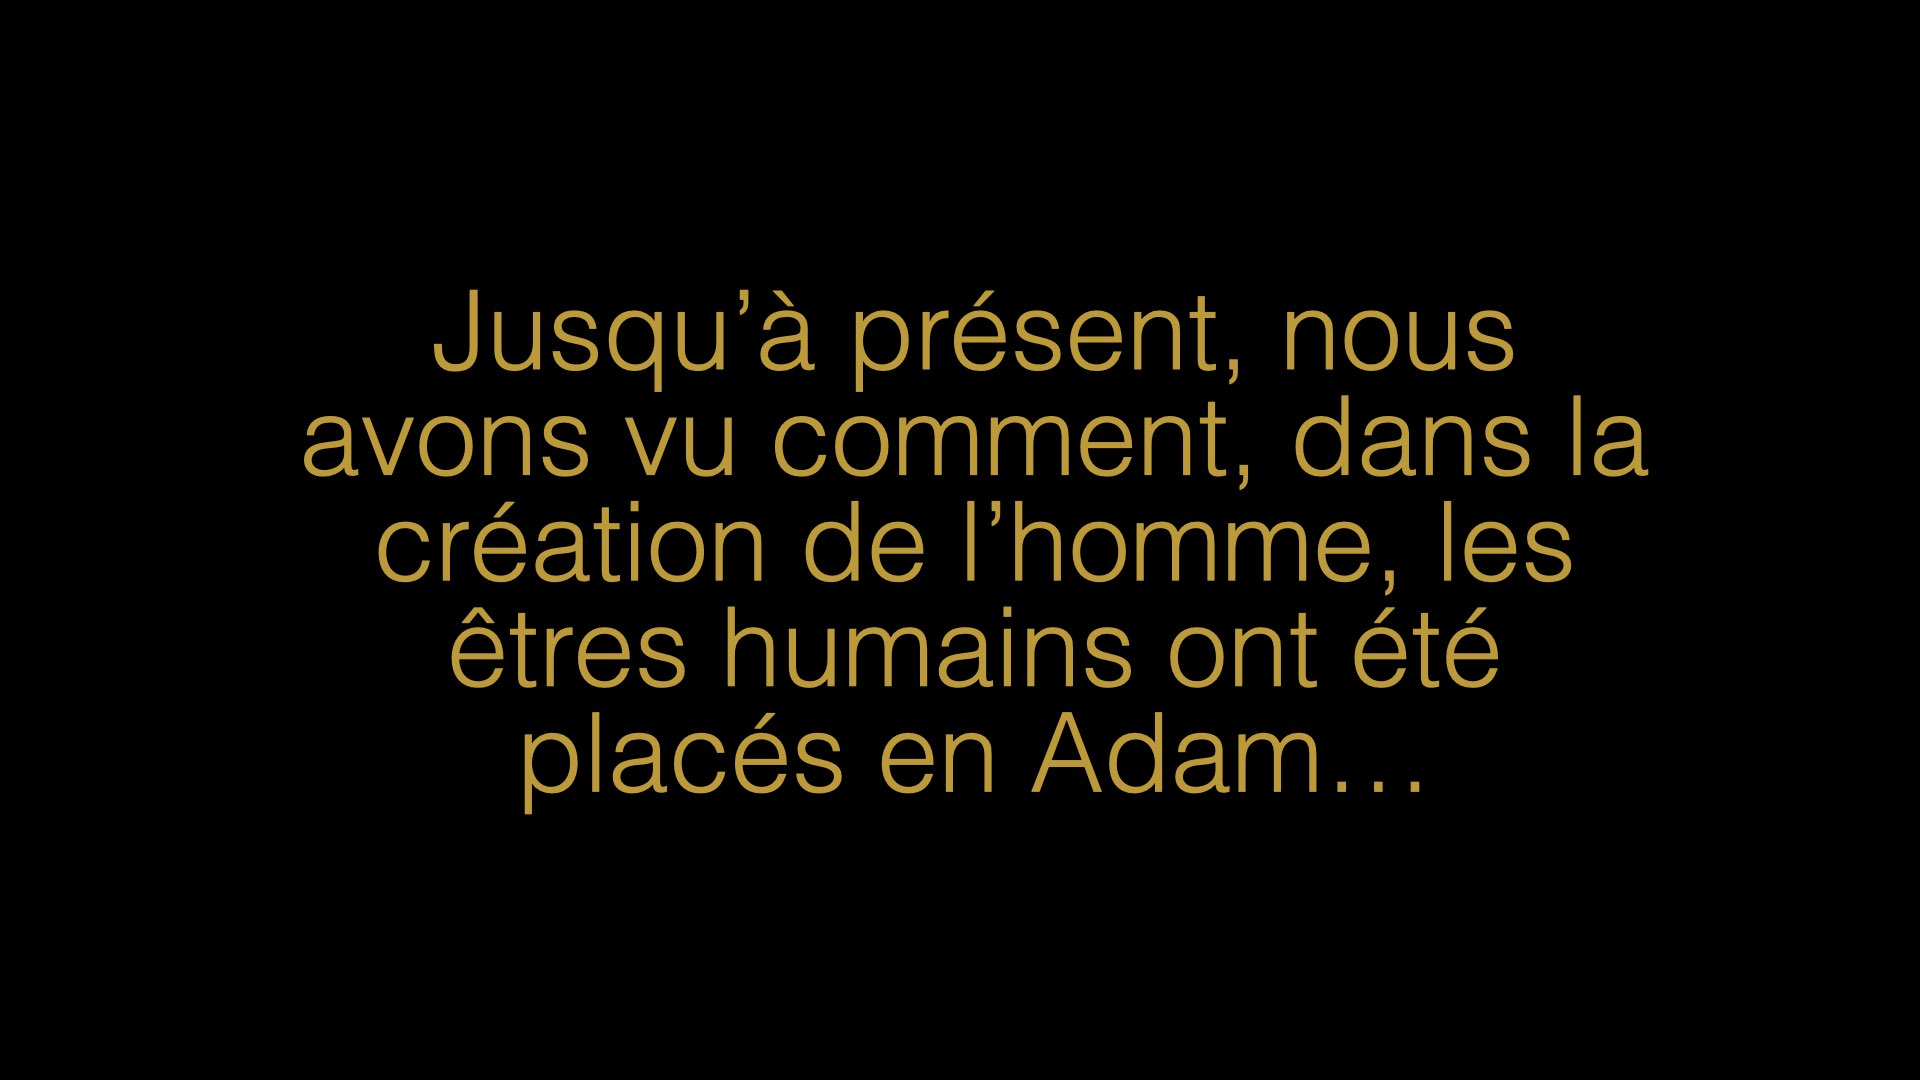 Jusqu’à présent, nous
avons vu comment, dans la
création de l’homme, les
êtres humains ont été
placés en Adam…